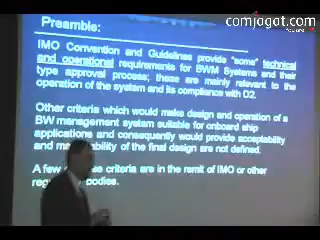 comjagat.com
Preamble:
IMO Convention and Guidelines provide "some" technical
and operational requirements for BWM Systems and their
type approval process; these are mainly relevant to the
operation of the system and its compliance with D2.
Other criteria which would make design and operation of a
BW management system suitable for onboard ship
applications and consequently would provide acceptability
and ma ability of the final design are not defined.
A few criteria are in the remit of IMO or other
bodies.